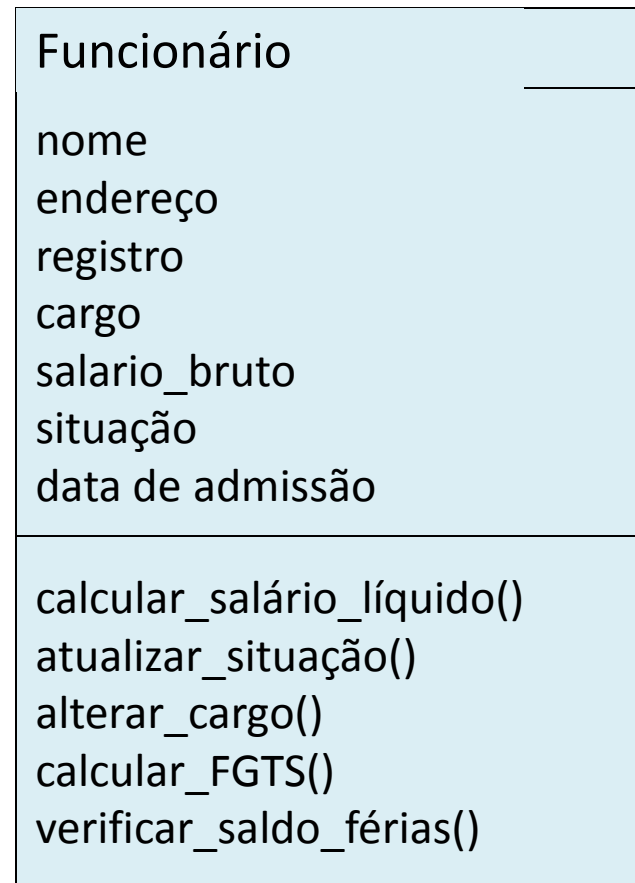 Funcionário
nome
endereço
registro
cargo
salario_bruto
situação
data de admissão
calcular_salário_líquido()
atualizar_situação()
alterar_cargo()
calcular_FGTS()
verificar_saldo_férias()